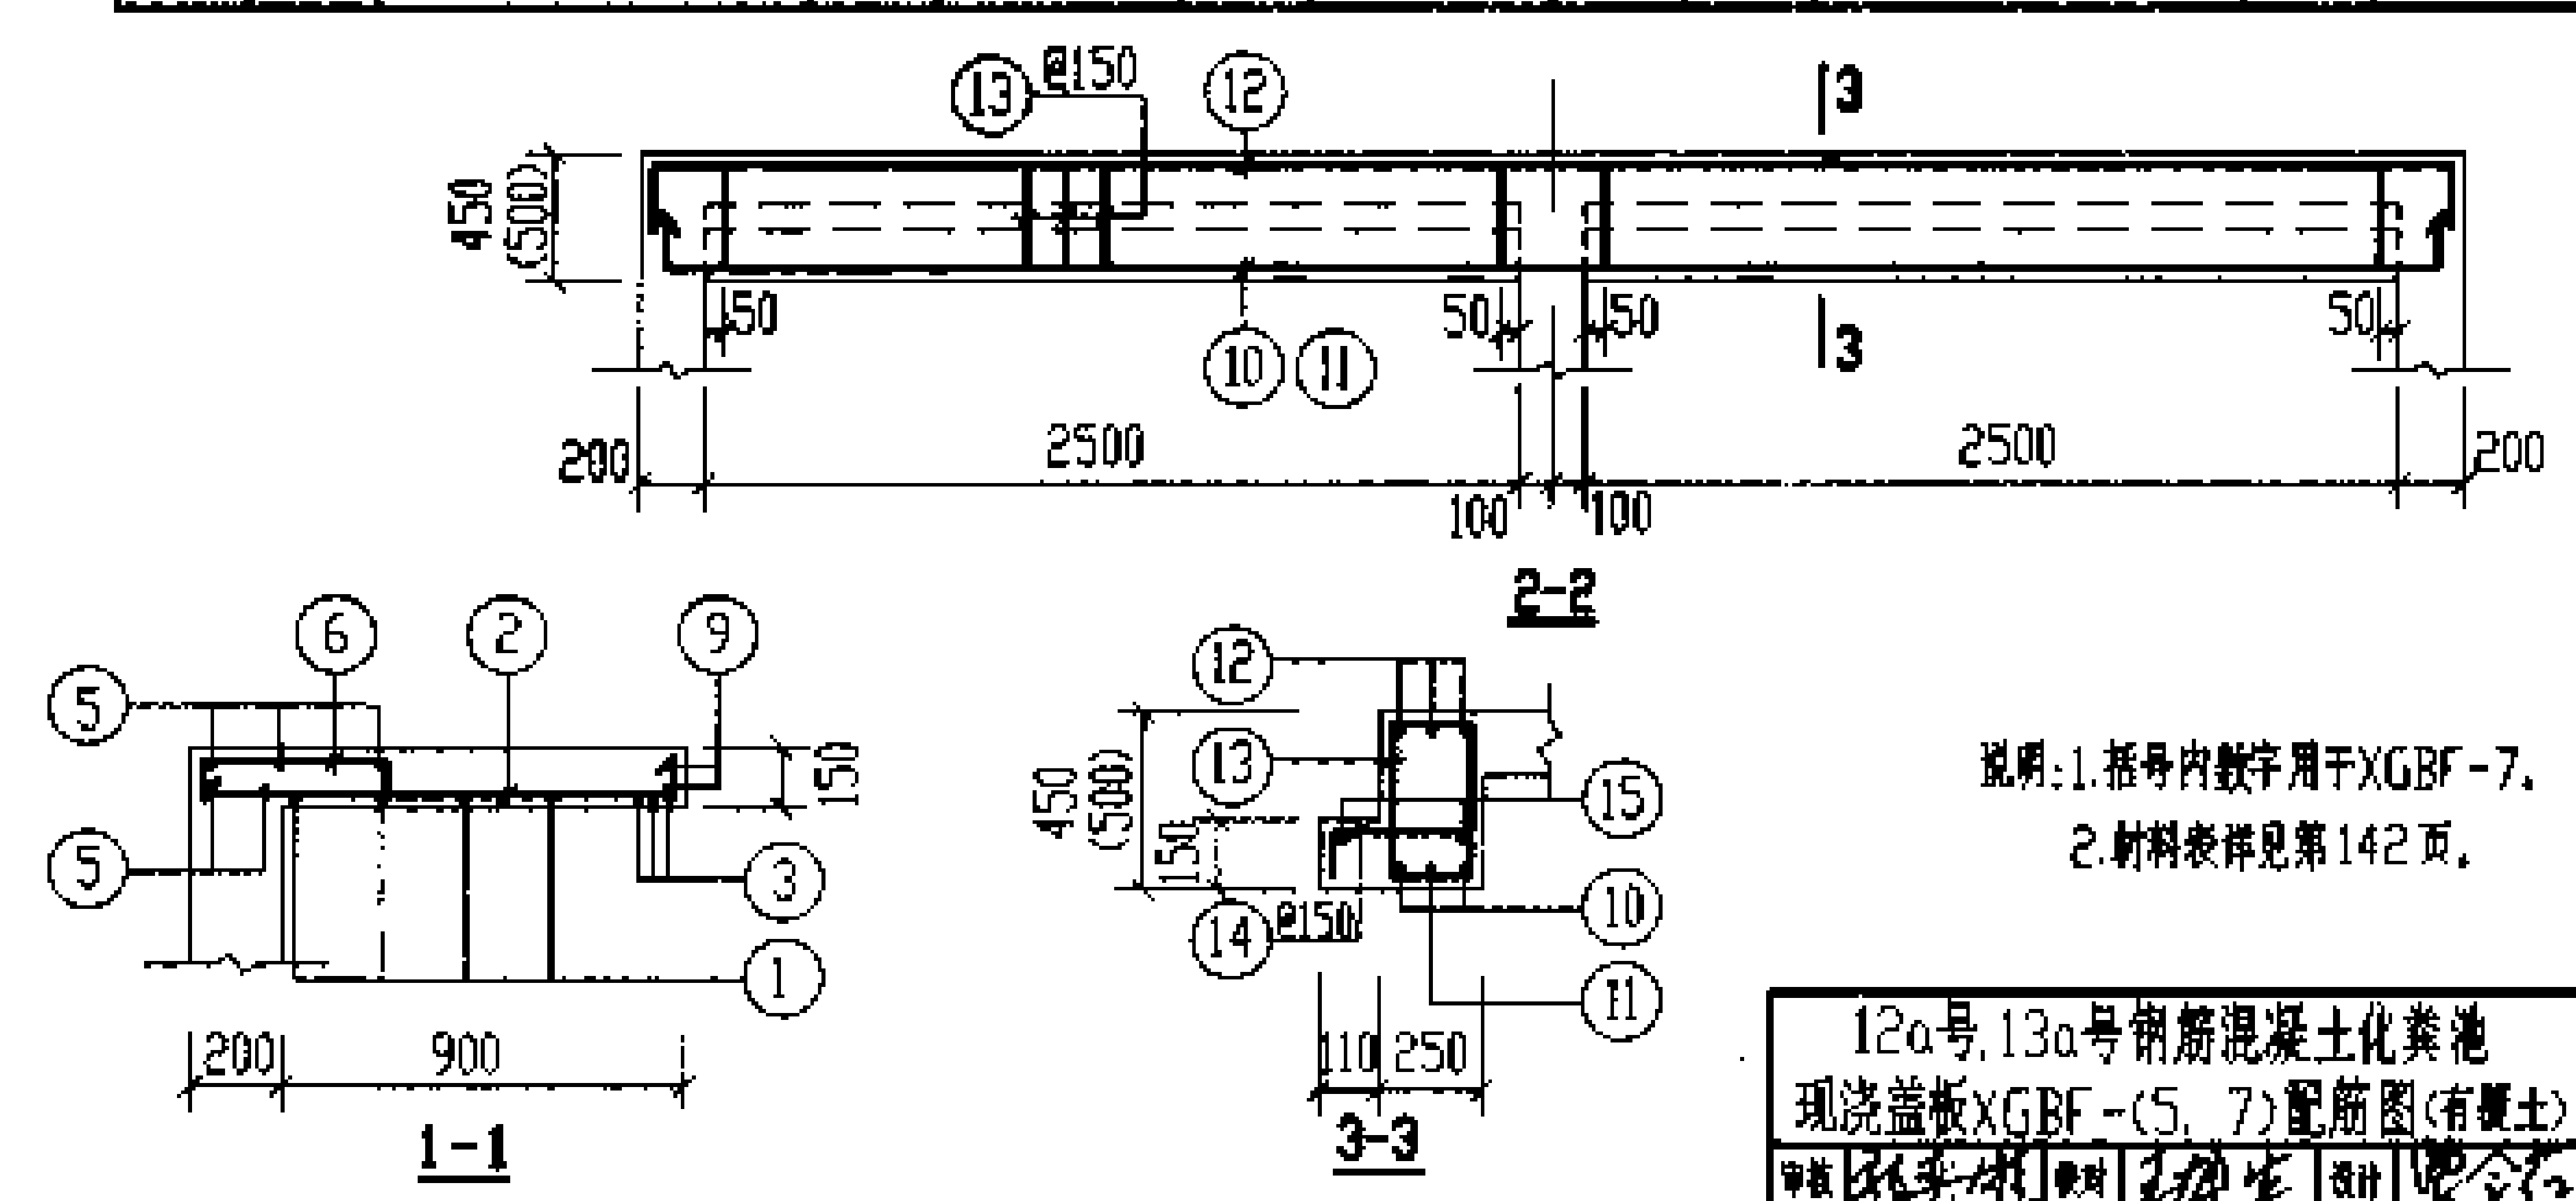 13 @150 12 3
450
(500)
50 50 50 3 50
10 11
200 2500 2500 200
100 100
2-2
6 2 9
5
150
5
3
1
200 900
1-1
12
13
450
(500)
150
15
14 @150
10
11
110 250
3-3
说明:1.括号内数字用于XGBF-7。
2.材料表详见第142页。
12a号,13a号钢筋混凝土化粪池
现浇盖板XGBF-(5、7)配筋图(有覆土)
审核 校对 设计